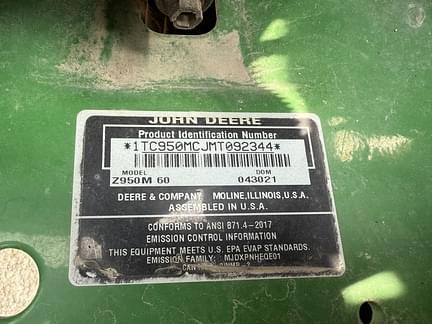 JOHN DEERE
Product Identification Number
*1TC950MCJMT092344*
MODEL DOM
Z950M 60 043021
DEERE & COMPANY MOLINE, ILLINOIS, U.S.A.
ASSEMBLED IN U.S.A.
CONFORMS TO ANSI B71.4-2017
EMISSION CONTROL INFORMATION
THIS EQUIPMENT MEETS U.S. EPA EVAP STANDARDS.
EMISSION FAMILY: MJDXPNHEQE01